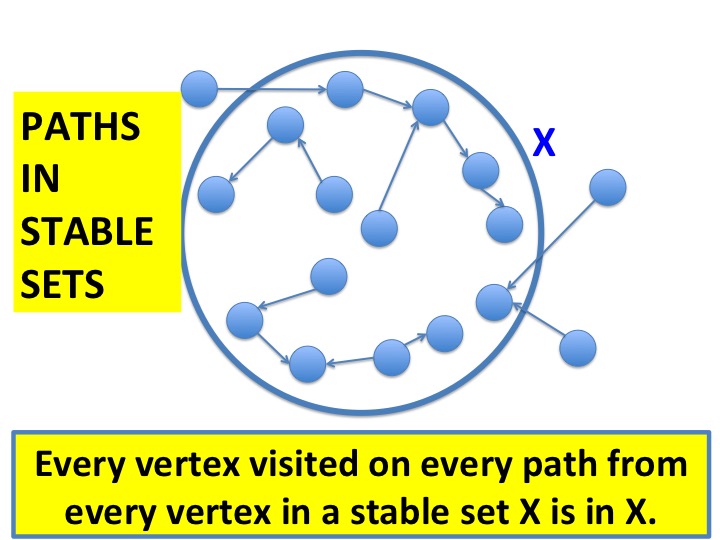 PATHS
IN
STABLE
SETS
X
Every vertex visited on every path from
every vertex in a stable set X is in X.